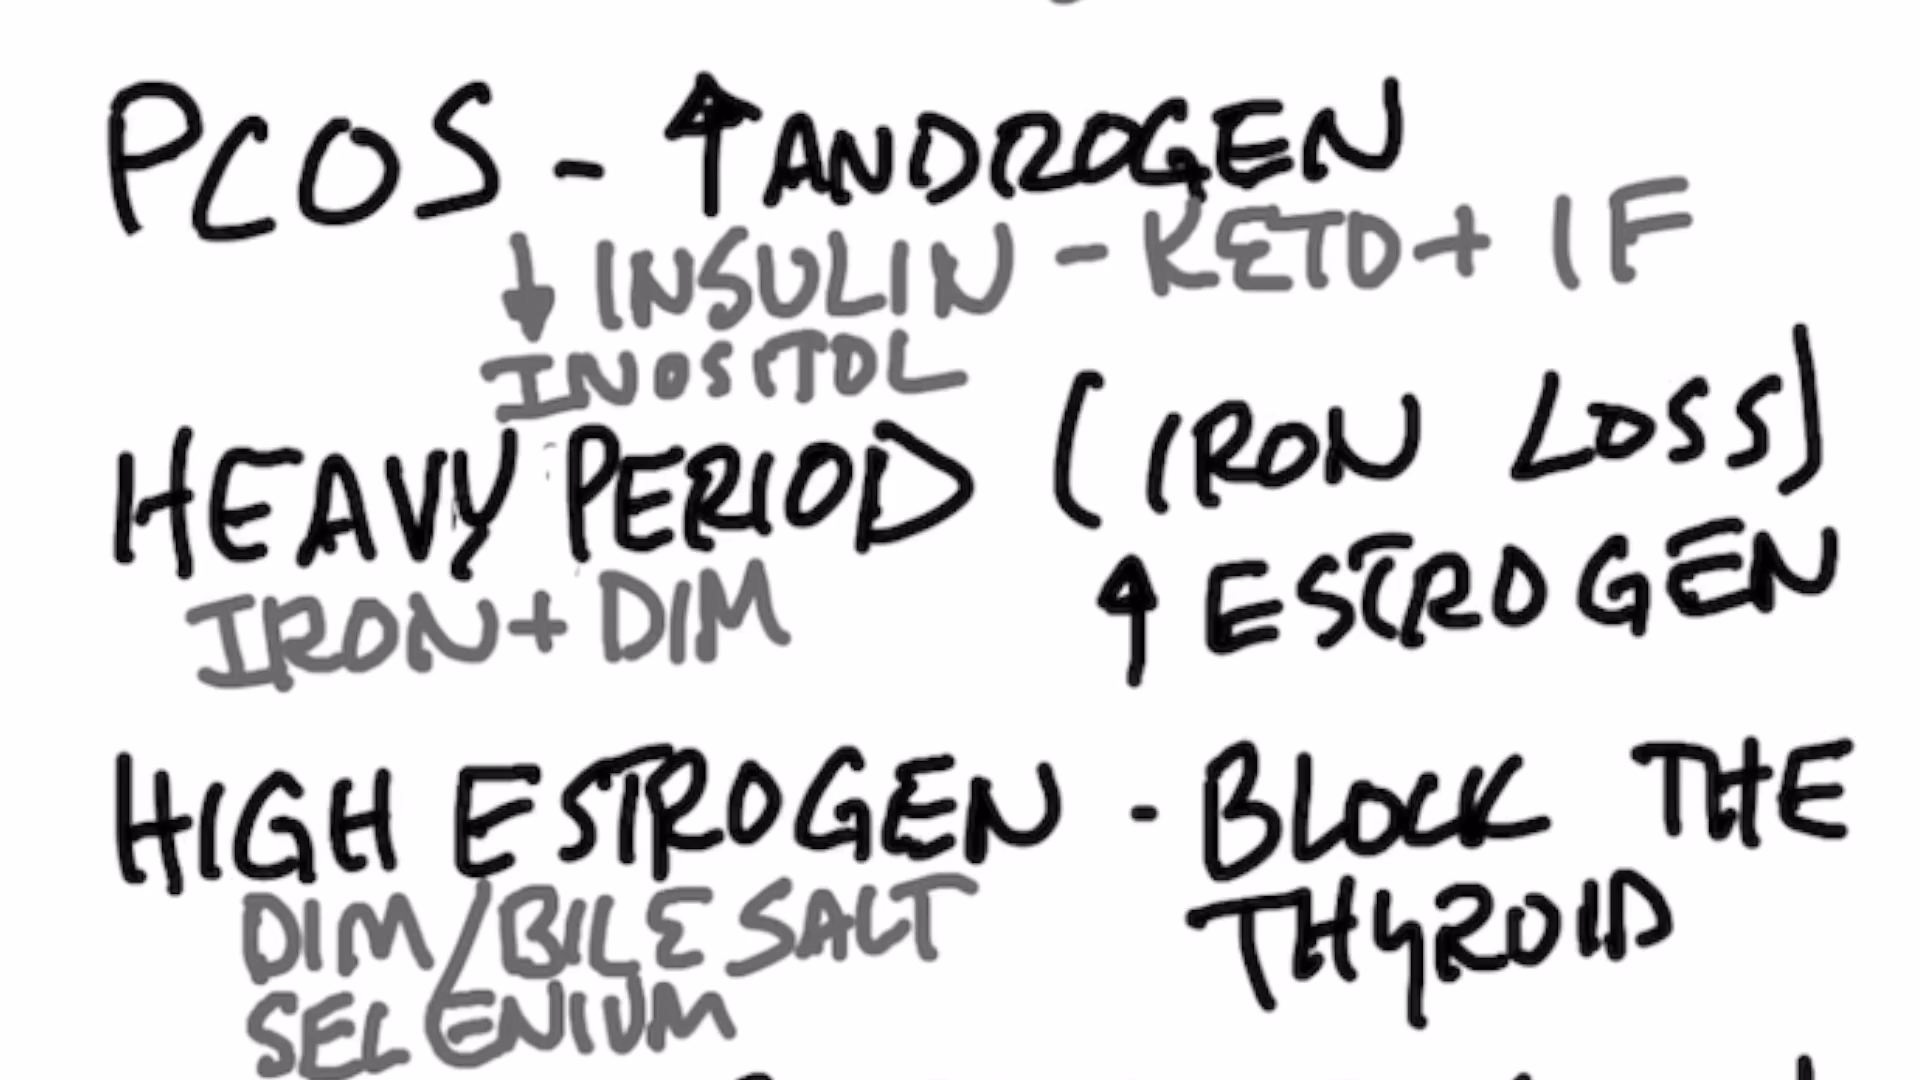 PCOS - ↑ ANDROGEN
↓ INSULIN - KETO + IF
INOSITOL
HEAVY PERIOD (IRON LOSS)
IRON + DIM ↑ ESTROGEN
HIGH ESTROGEN - BLOCK THE
DIM/BILE SALT THYROID
SELENIUM